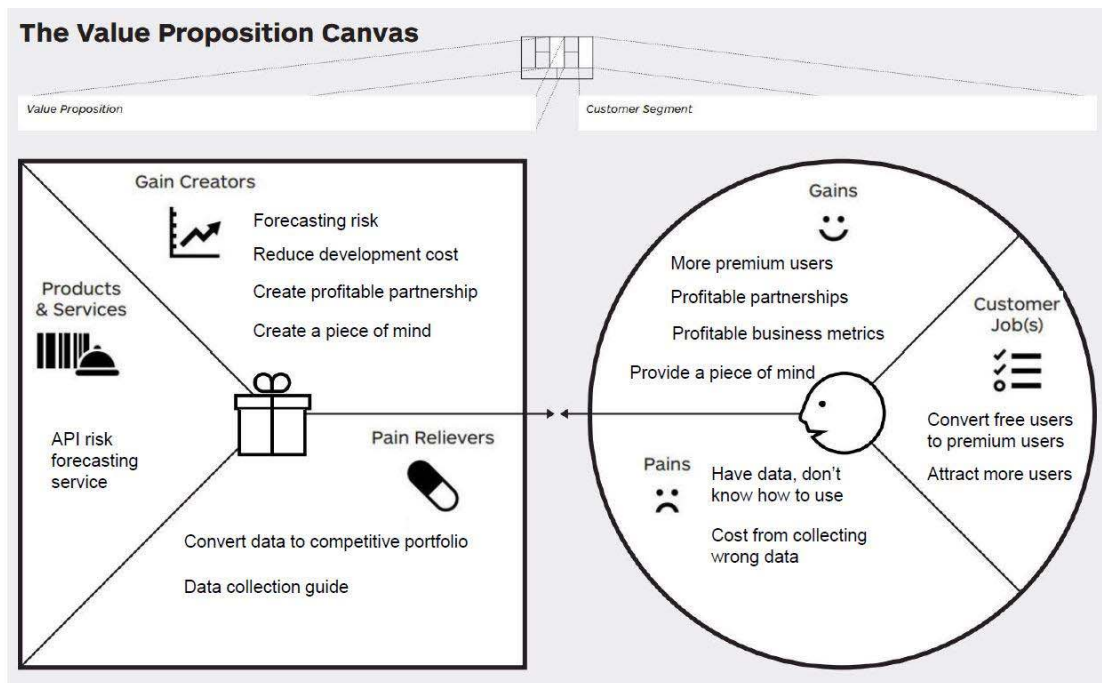 The Value Proposition Canvas
Value Proposition
Customer Segment
Gain Creators
Forecasting risk
Reduce development cost
Create profitable partnership
Create a piece of mind
Products
& Services
API risk
forecasting
service
Pain Relievers
Convert data to competitive portfolio
Data collection guide
Gains
More premium users
Profitable partnerships
Profitable business metrics
Provide a piece of mind
Customer
Job(s)
Convert free users
to premium users
Attract more users
Pains
Have data, don't
know how to use
Cost from collecting
wrong data